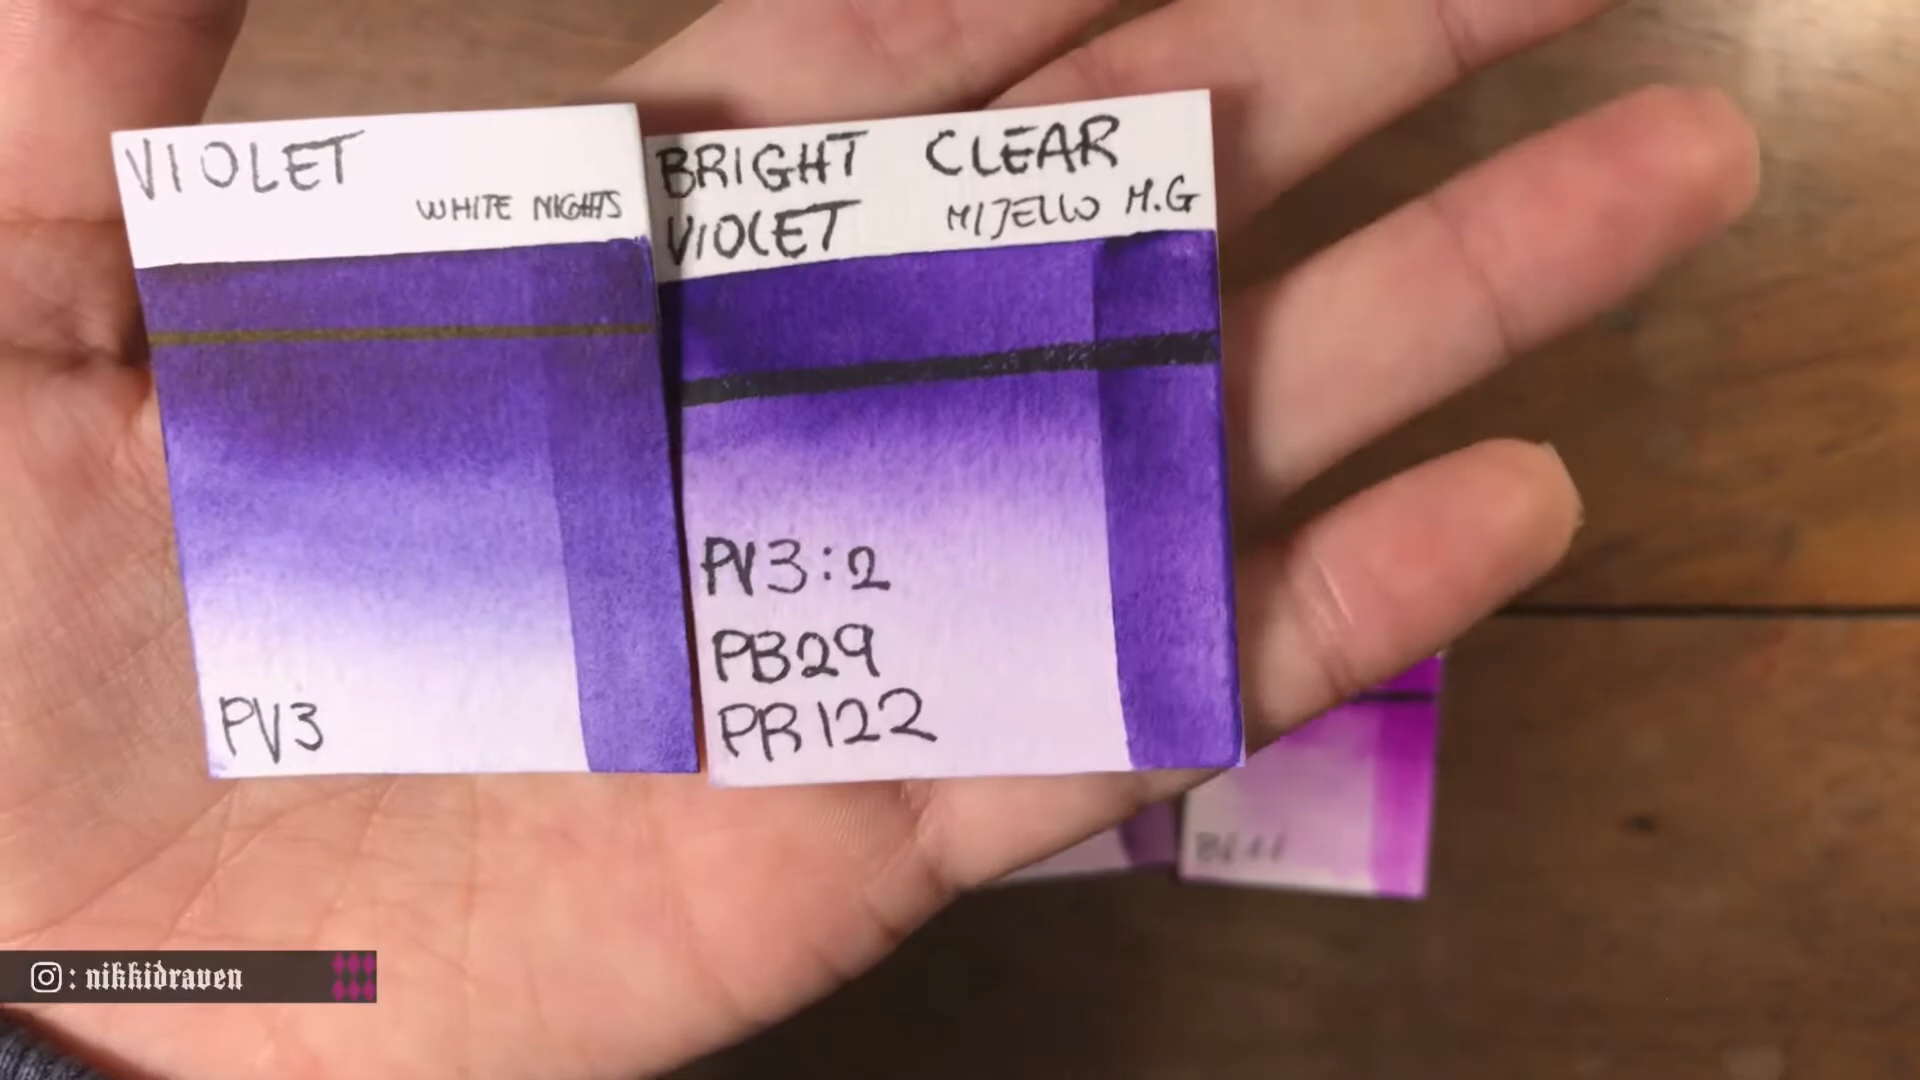 VIOLET
WHITE NIGHTS
PV3
BRIGHT CLEAR
VIOLET MIJELLO M.G
PV3:2
PB29
PR122
: nikkidraven